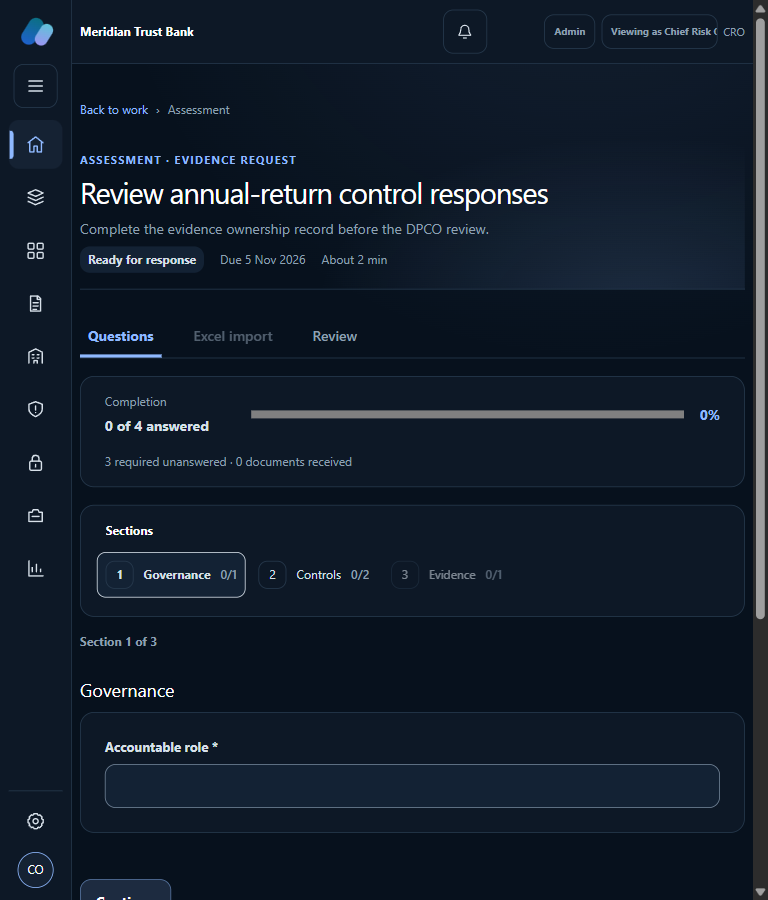 Meridian Trust Bank
Admin
Viewing as Chief Risk
CRO
Back to work › Assessment
ASSESSMENT · EVIDENCE REQUEST
Review annual-return control responses
Complete the evidence ownership record before the DPCO review.
Ready for response Due 5 Nov 2026 About 2 min
Questions Excel import Review
Completion
0 of 4 answered
0%
3 required unanswered · 0 documents received
Sections
1 Governance 0/1 2 Controls 0/2 3 Evidence 0/1
Section 1 of 3
Governance
Accountable role *
CO